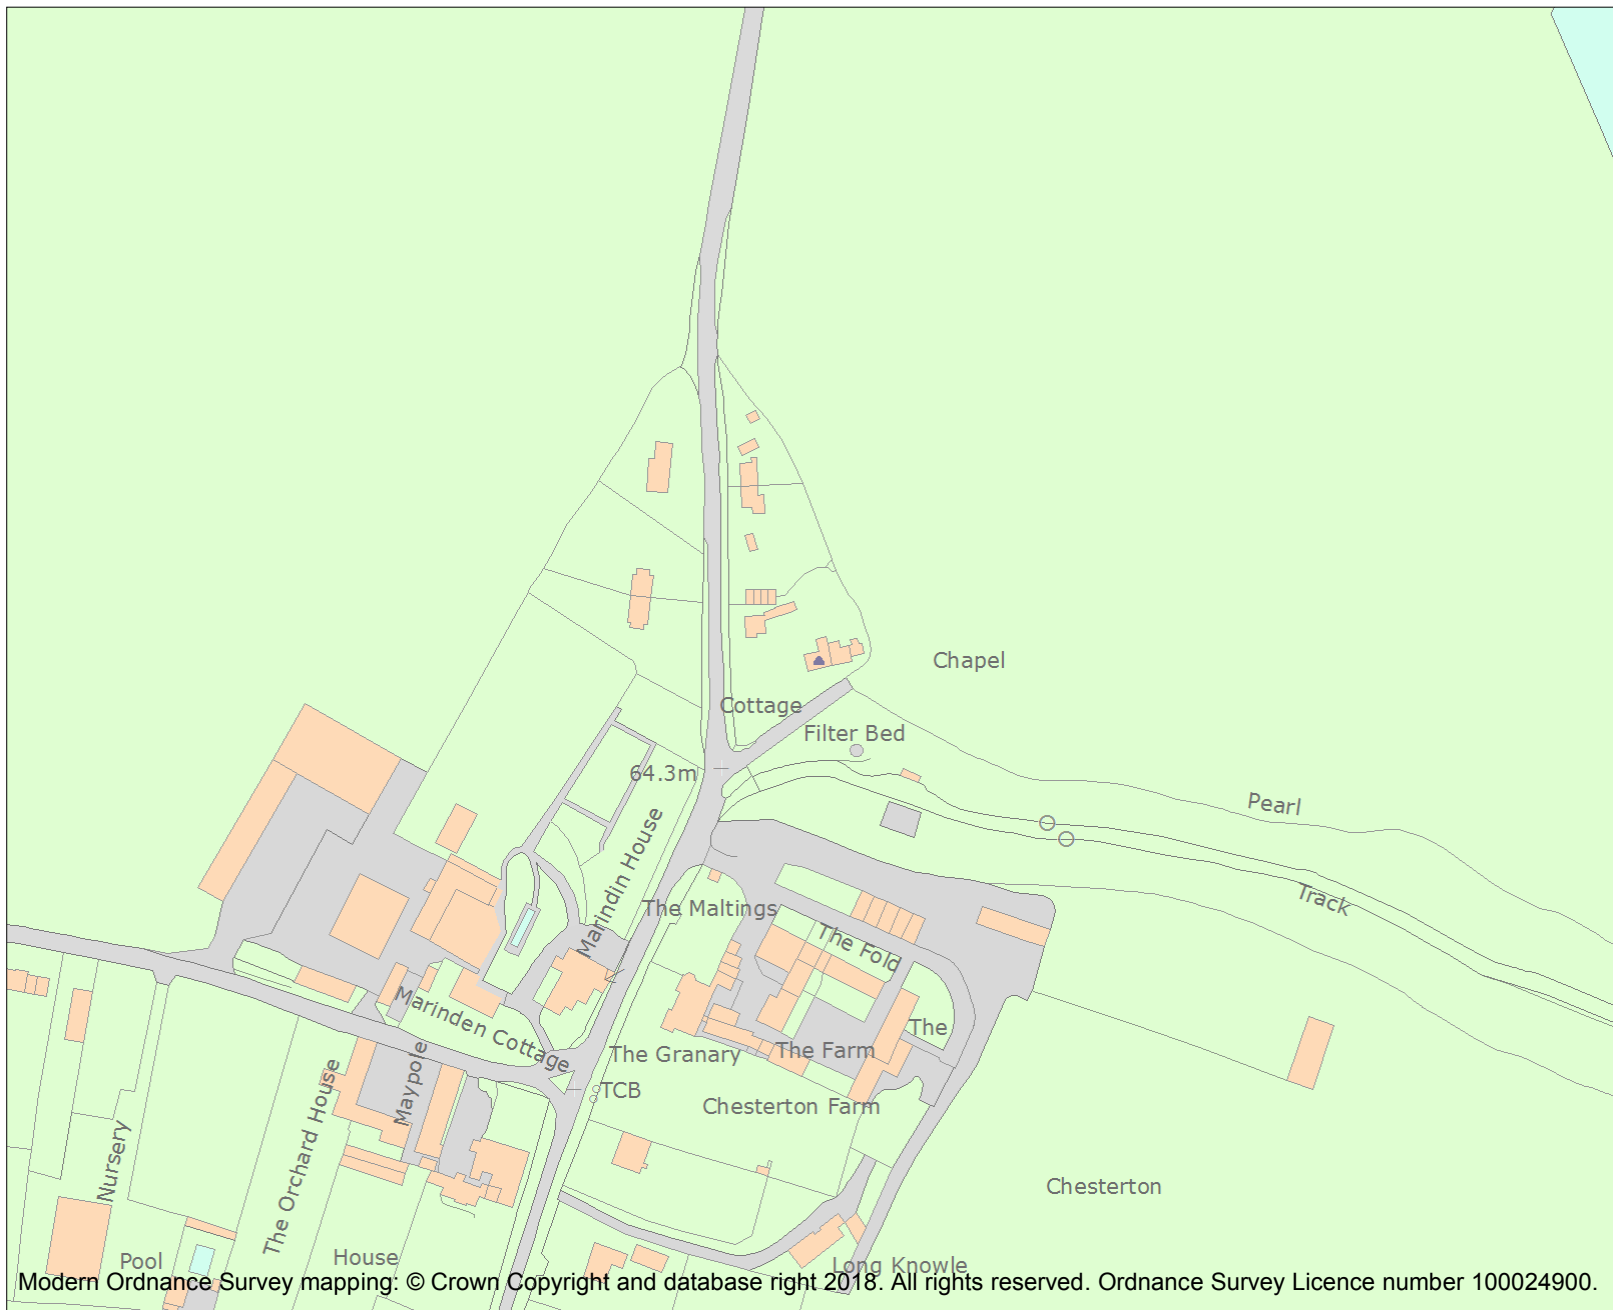 Chapel
Cottage
Filter Bed
64.3m
Pearl
Marindin House
Track
The Maltings
The Fold
Marinden Cottage
The
The Granary
The Farm
Maypole
TCB
Chesterton Farm
The Orchard House
Nursery
Chesterton
House
Pool
Long Knowle
Modern Ordnance Survey mapping: © Crown Copyright and database right 2018. All rights reserved. Ordnance Survey Licence number 100024900.